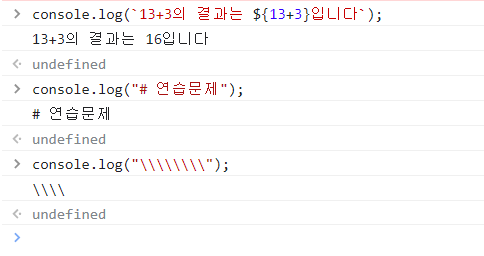 > console.log(`13+3의 결과는 ${13+3}입니다`);
13+3의 결과는 16입니다
<· undefined
> console.log("# 연습문제");
# 연습문제
<· undefined
> console.log("\\\\\\\\");
\\\\
<· undefined
>